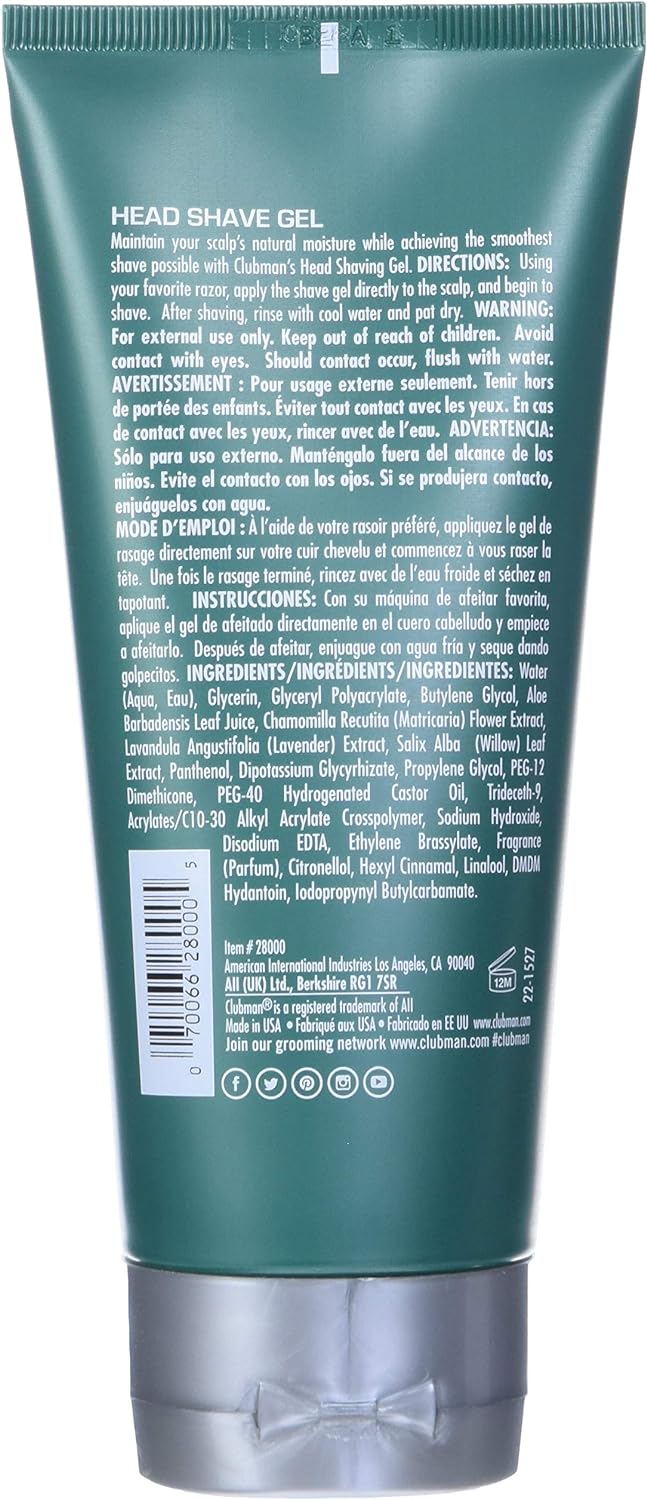 HEAD SHAVE GEL
Maintain your scalp's natural moisture while achieving the smoothest
shave possible with Clubman's Head Shaving Gel. DIRECTIONS: Using
your favorite razor, apply the shave gel directly to the scalp, and begin to
shave. After shaving, rinse with cool water and pat dry. WARNING:
For external use only. Keep out of reach of children. Avoid
contact with eyes. Should contact occur, flush with water.
AVERTISSEMENT : Pour usage externe seulement. Tenir hors
de portée des enfants. Éviter tout contact avec les yeux. En cas
de contact avec les yeux, rincer avec de l'eau. ADVERTENCIA:
Sólo para uso externo. Manténgalo fuera del alcance de los
niños. Evite el contacto con los ojos. Si se produjera contacto,
enjuáguelos con agua.
MODE D'EMPLOI : À l'aide de votre rasoir préféré, appliquez le gel de
rasage directement sur votre cuir chevelu et commencez à vous raser la
tête. Une fois le rasage terminé, rincez avec de l'eau froide et séchez en
tapotant. INSTRUCCIONES: Con su máquina de afeitar favorita,
aplique el gel de afeitado directamente en el cuero cabelludo y empiece
a afeitarlo. Después de afeitar, enjuague con agua fría y seque dando
golpecitos. INGREDIENTS/INGRÉDIENTS/INGREDIENTES: Water
(Aqua, Eau), Glycerin, Glyceryl Polyacrylate, Butylene Glycol, Aloe
Barbadensis Leaf Juice, Chamomilla Recutita (Matricaria) Flower Extract,
Lavandula Angustifolia (Lavender) Extract, Salix Alba (Willow) Leaf
Extract, Panthenol, Dipotassium Glycyrrhizate, Propylene Glycol, PEG-12
Dimethicone, PEG-40 Hydrogenated Castor Oil, Trideceth-9,
Acrylates/C10-30 Alkyl Acrylate Crosspolymer, Sodium Hydroxide,
Disodium EDTA, Ethylene Brassylate, Fragrance
(Parfum), Citronellol, Hexyl Cinnamal, Linalool, DMDM
Hydantoin, Iodopropynyl Butylcarbamate.
0 70066 28000 5
Item # 28000
American International Industries Los Angeles, CA 90040
AII (UK) Ltd., Berkshire RG1 7SR
Clubman® is a registered trademark of AII
Made in USA • Fabriqué aux USA • Fabricado en EE UU www.clubman.com
Join our grooming network www.clubman.com #clubman
12M
22-1527